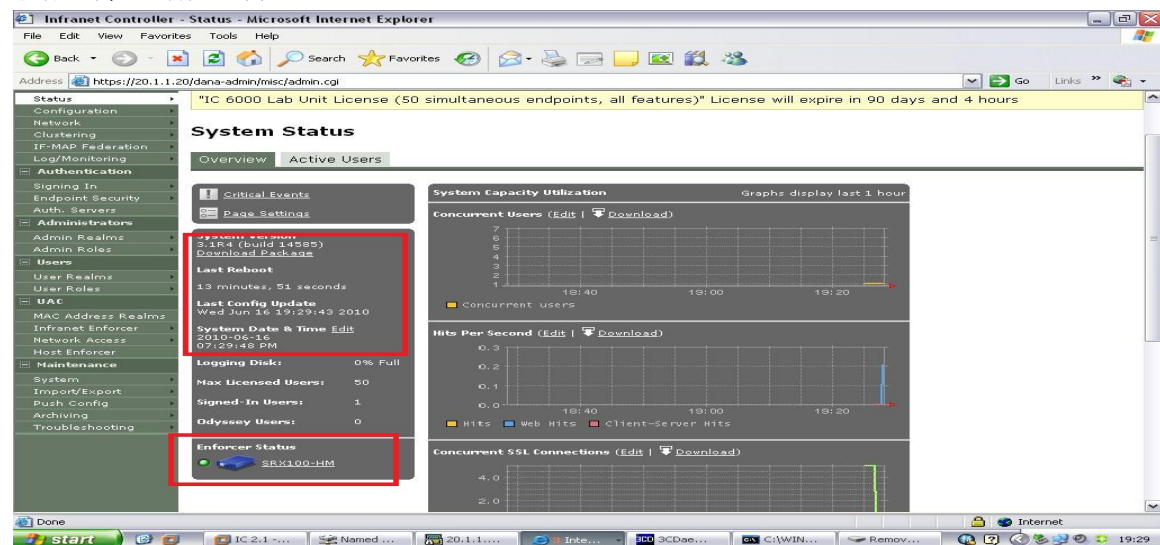 Infranet Controller - Status - Microsoft Internet Explorer
File Edit View Favorites Tools Help
Back Search Favorites
Address https://20.1.1.20/dana-admin/misc/admin.cgi Go Links »
Status
Configuration
Network
Clustering
IF-MAP Federation
Log/Monitoring
Authentication
Signing In
Endpoint Security
Auth. Servers
Administrators
Admin Realms
Admin Roles
Users
User Realms
User Roles
UAC
MAC Address Realms
Infranet Enforcer
Network Access
Host Enforcer
Maintenance
System
Import/Export
Push Config
Archiving
Troubleshooting
"IC 6000 Lab Unit License (50 simultaneous endpoints, all features)" License will expire in 90 days and 4 hours
System Status
Overview Active Users
Critical Events
Page Settings
System Version
3.1R4 (build 14585)
Download Package
Last Reboot
13 minutes, 51 seconds
Last Config Update
Wed Jun 16 19:29:43 2010
System Date & Time Edit
2010-06-16
07:29:48 PM
Logging Disk: 0% Full
Max Licensed Users: 50
Signed-In Users: 1
Odyssey Users: 0
Enforcer Status
SRX100-HM
System Capacity Utilization Graphs display last 1 hour
Concurrent Users (Edit | Download)
7
6
5
4
3
2
1
18:40 19:00 19:20
Concurrent users
Hits Per Second (Edit | Download)
0.3
0.2
0.1
0.0
18:40 19:00 19:20
Hits Web Hits Client-Server Hits
Concurrent SSL Connections (Edit | Download)
4.0
2.0
Done Internet
start IC 2.1 -... Named ... 20.1.1.... Inte... 3CDae... C:\WIN... Remov... 19:29